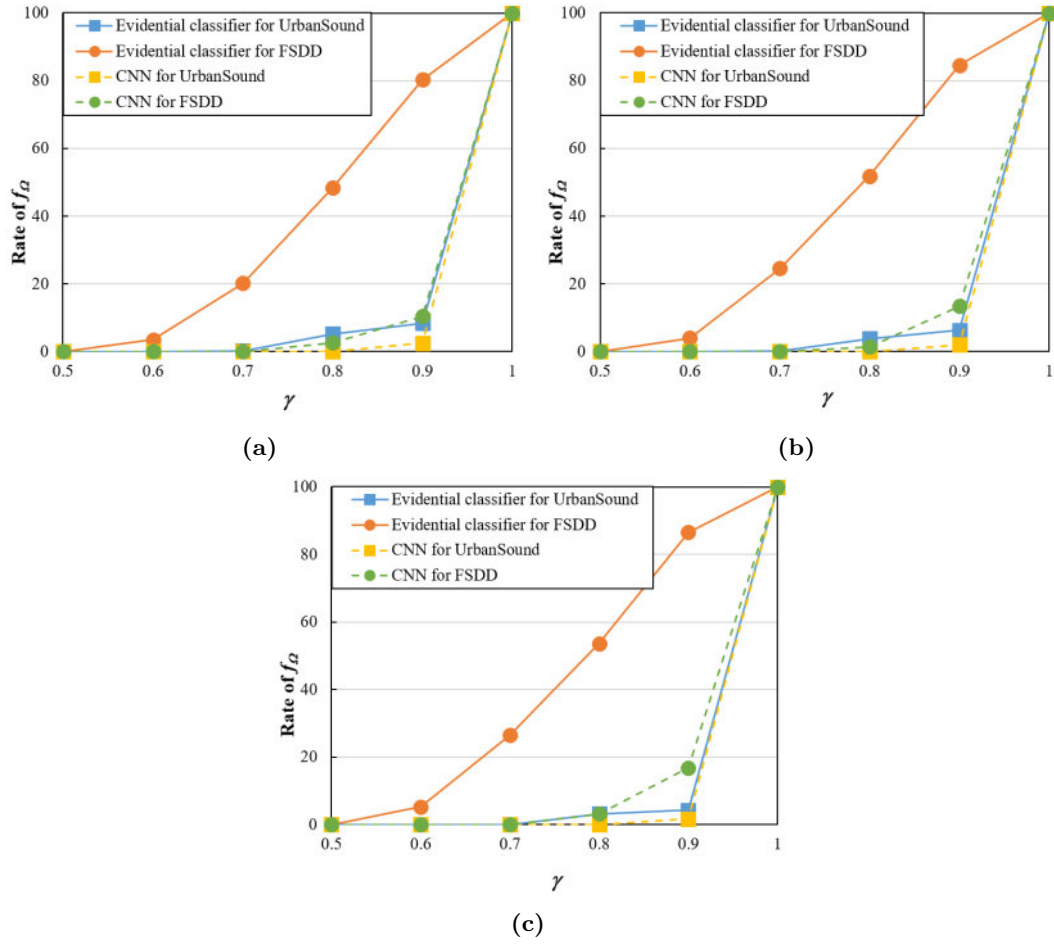 100
80
60
40
20
0
Rate of fΩ
Evidential classifier for UrbanSound
Evidential classifier for FSDD
CNN for UrbanSound
CNN for FSDD
0.5 0.6 0.7 0.8 0.9 1
γ
(a)
100
80
60
40
20
0
Rate of fΩ
Evidential classifier for UrbanSound
Evidential classifier for FSDD
CNN for UrbanSound
CNN for FSDD
0.5 0.6 0.7 0.8 0.9 1
γ
(b)
100
80
60
40
20
0
Rate of fΩ
Evidential classifier for UrbanSound
Evidential classifier for FSDD
CNN for UrbanSound
CNN for FSDD
0.5 0.6 0.7 0.8 0.9 1
γ
(c)